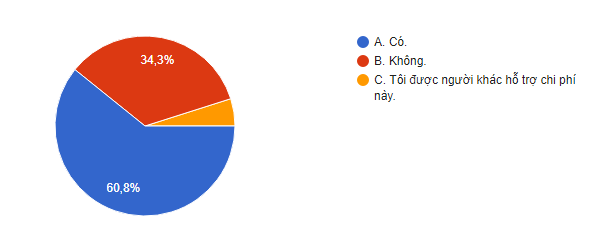 34,3%
60,8%
A. Có.
B. Không.
C. Tôi được người khác hỗ trợ chi phí
này.